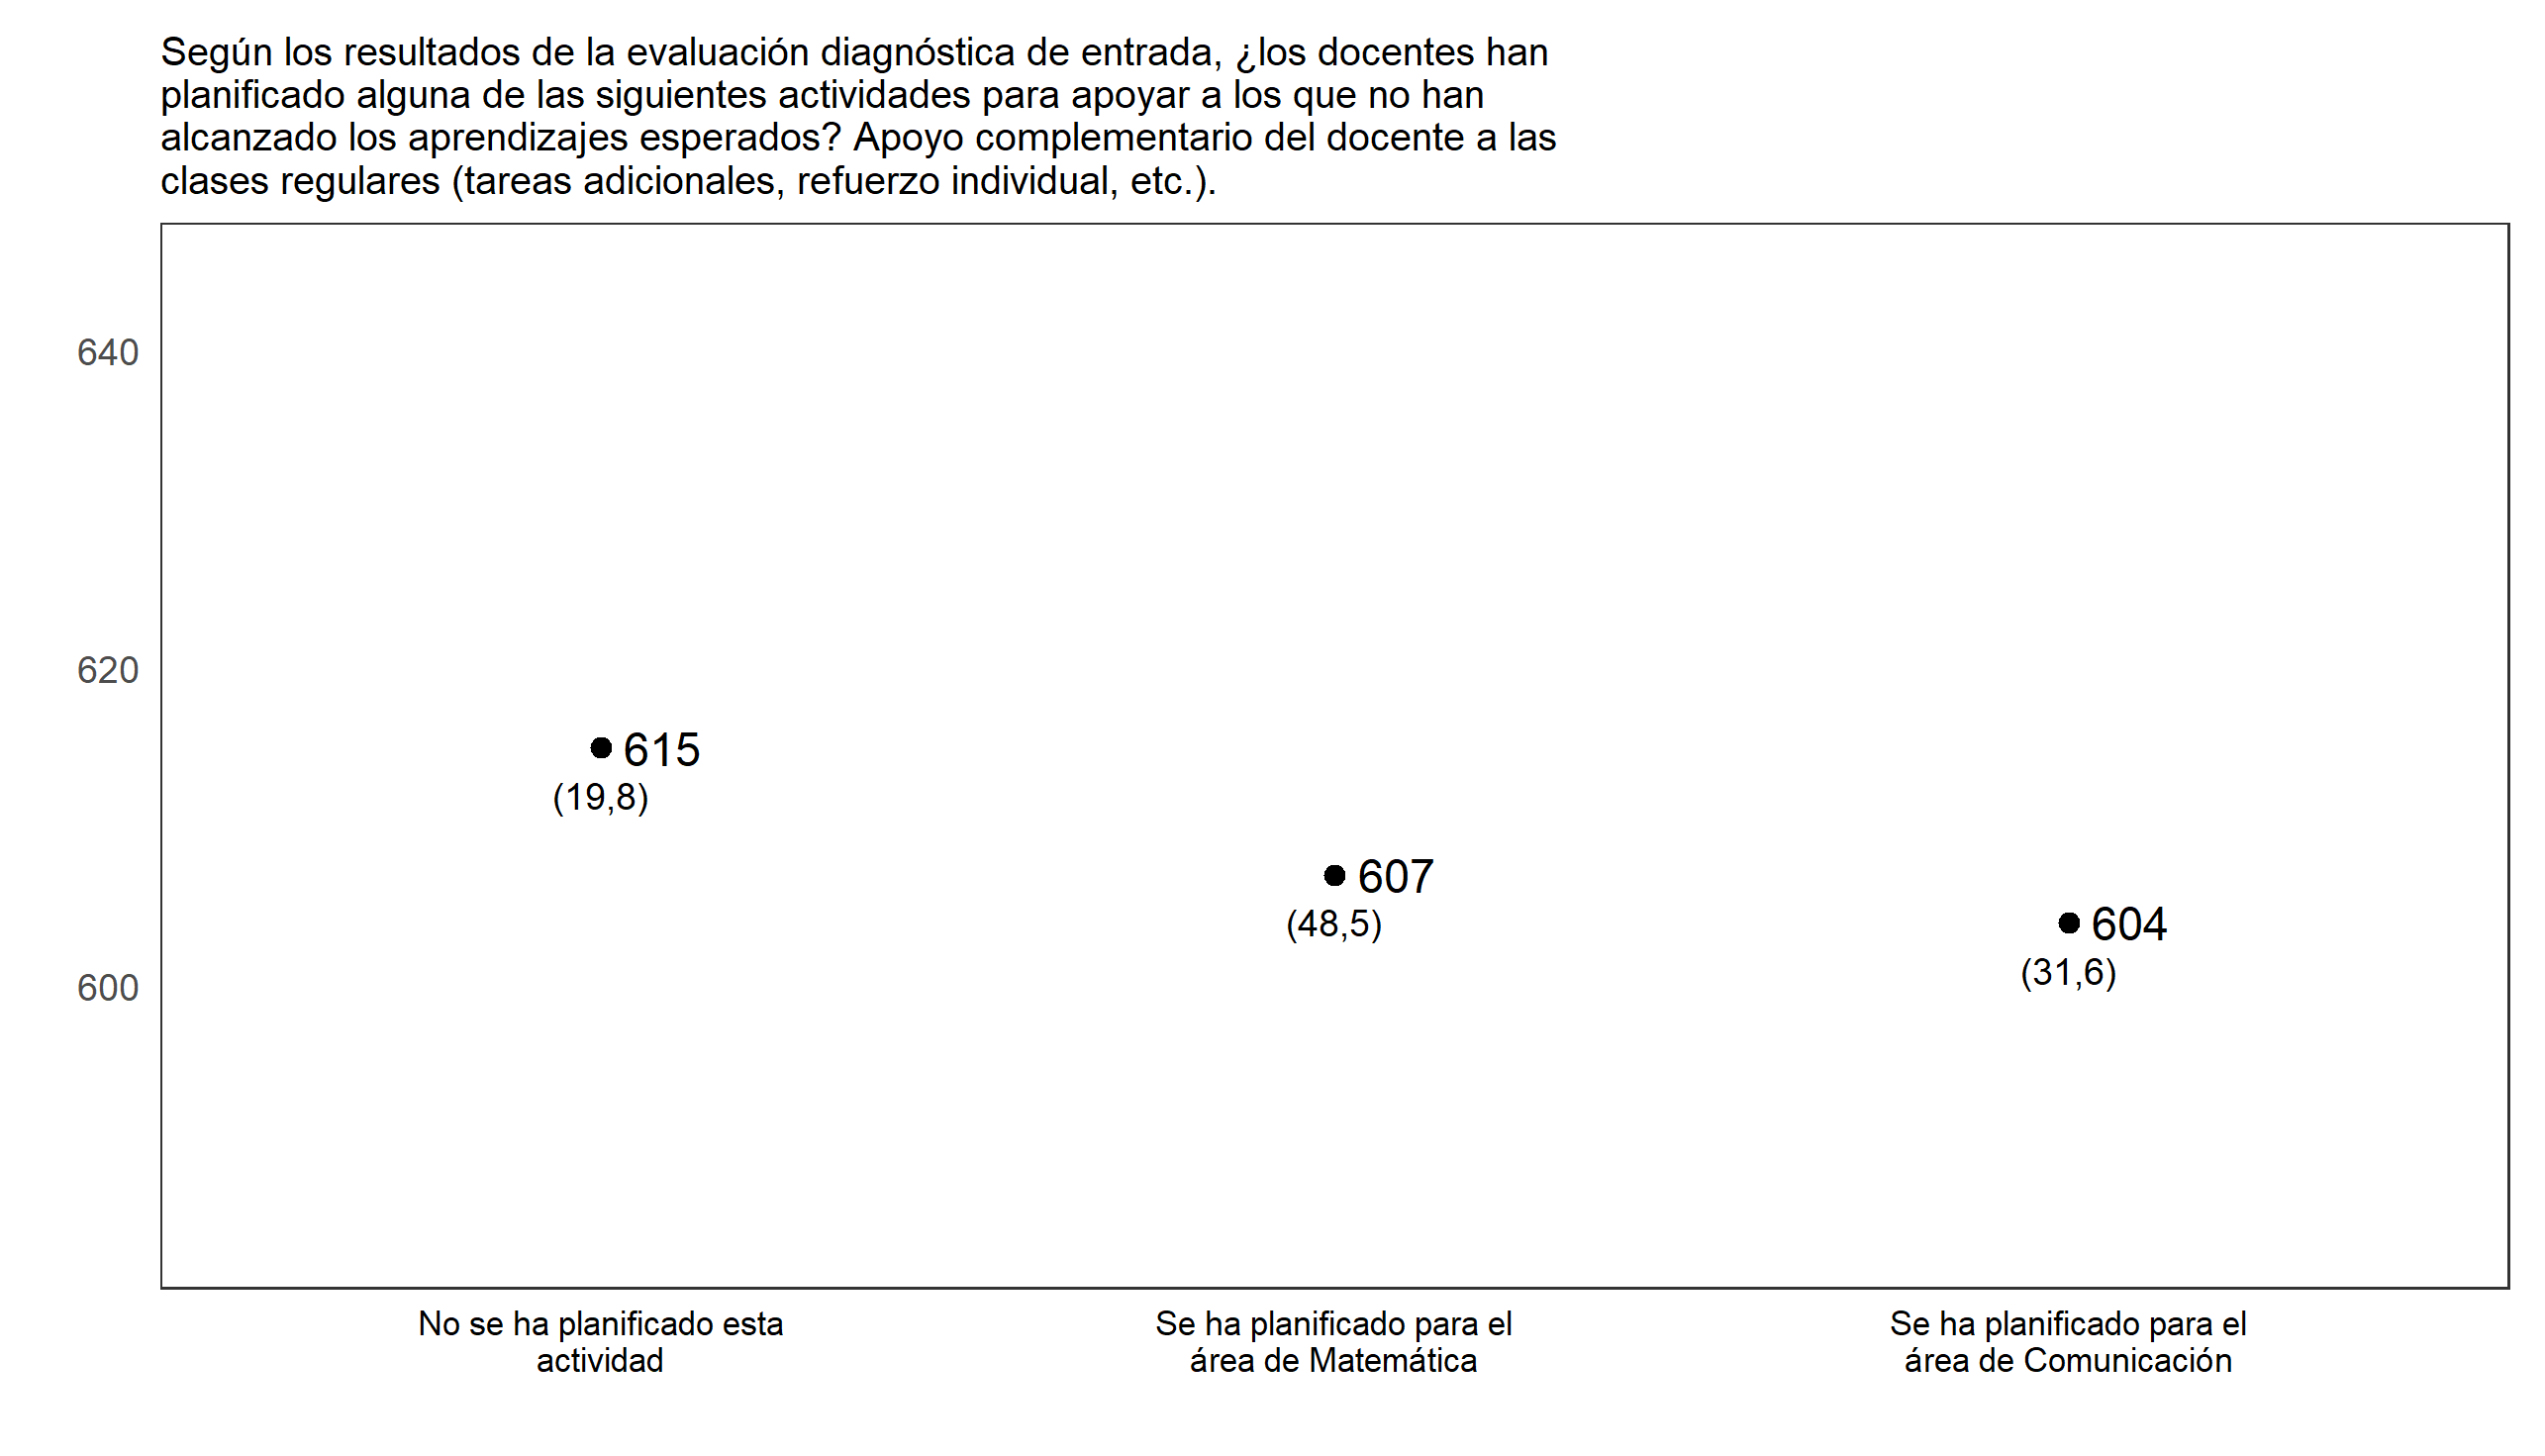 Según los resultados de la evaluación diagnóstica de entrada, ¿los docentes han
planificado alguna de las siguientes actividades para apoyar a los que no han
alcanzado los aprendizajes esperados? Apoyo complementario del docente a las
clases regulares (tareas adicionales, refuerzo individual, etc.).
640
620
615
(19,8)
607
(48,5)
604
(31,6)
600
No se ha planificado esta
actividad
Se ha planificado para el
área de Matemática
Se ha planificado para el
área de Comunicación